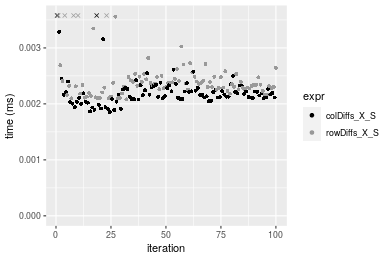 0.003
0.002
0.001
0.000
time (ms)
0
25
50
75
100
iteration
expr
colDiffs_X_S
rowDiffs_X_S